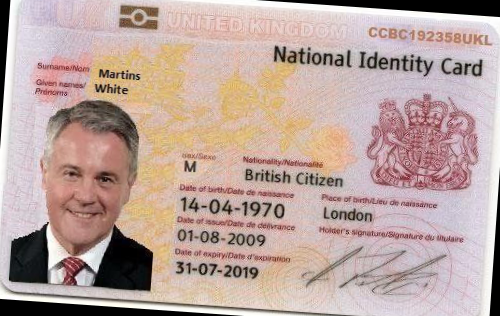 UNITED KINGDOM
CCBC192358UKL
National Identity Card
Surname/Nom
Martins
Given names/
Prénoms
White
sex/Sexe
M
Nationality/Nationalité
British Citizen
Date of birth/Date de naissance
14-04-1970
Place of birth/Lieu de naissance
London
Date of issue/Date de délivrance
01-08-2009
Holder's signature/Signature du titulaire
Date of expiry/Date d'expiration
31-07-2019